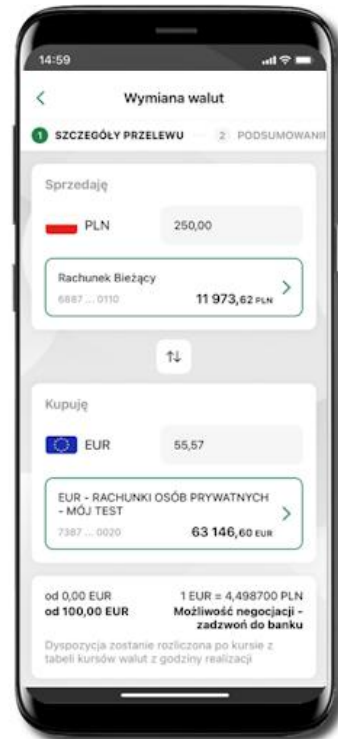 14:59
Wymiana walut
1 SZCZEGÓŁY PRZELEWU 2 PODSUMOWANIE
Sprzedaję
PLN 250,00
Rachunek Bieżący
6887 ... 0110 11 973,62 PLN
Kupuję
EUR 55,57
EUR - RACHUNKI OSÓB PRYWATNYCH
- MÓJ TEST
7387 ... 0020 63 146,60 EUR
od 0,00 EUR 1 EUR = 4,498700 PLN
od 100,00 EUR Możliwość negocjacji -
zadzwoń do banku
Dyspozycja zostanie rozliczona po kursie z
tabeli kursów walut z godziny realizacji